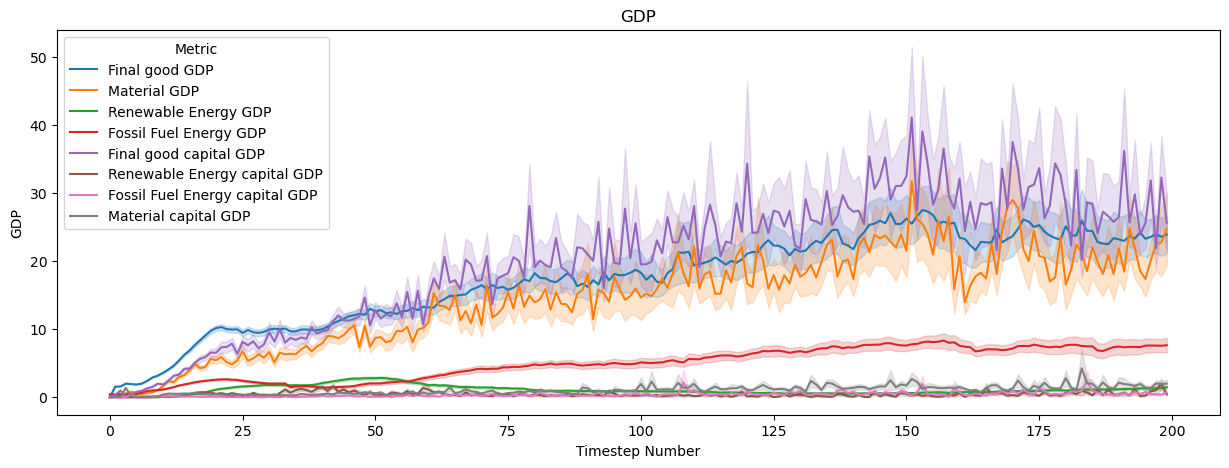 GDP
Metric
Final good GDP
Material GDP
Renewable Energy GDP
Fossil Fuel Energy GDP
Final good capital GDP
Renewable Energy capital GDP
Fossil Fuel Energy capital GDP
Material capital GDP
GDP
50
40
30
20
10
0
0 25 50 75 100 125 150 175 200
Timestep Number